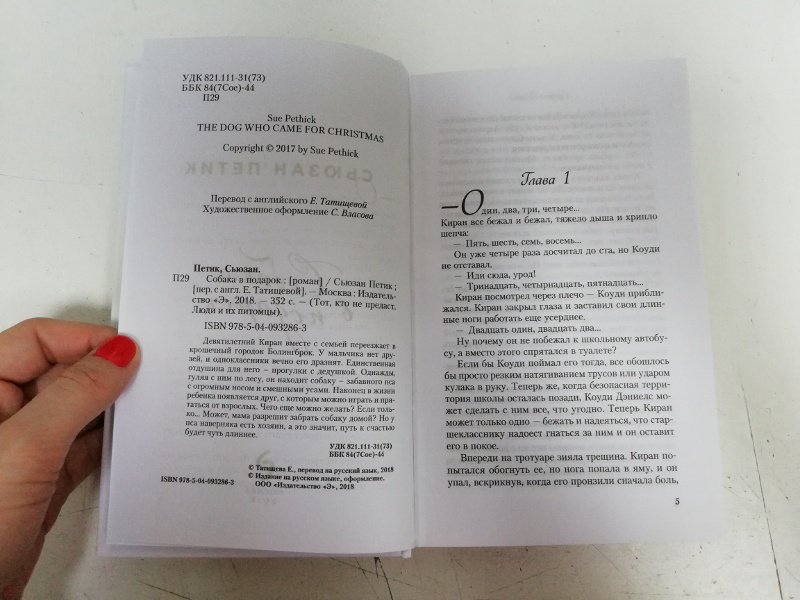 УДК 821.111-31(73)
ББК 84(7Сое)-44
П29
Sue Pethick
THE DOG WHO CAME FOR CHRISTMAS
Copyright © 2017 by Sue Pethick
СЬЮЗАН ПЕТИК
Перевод с английского Е. Татищевой
Художественное оформление С. Власова
Петик, Сьюзан.
П29 Собака в подарок : [роман] / Сьюзан Петик ;
[пер. с англ. Е. Татищевой]. — Москва : Издатель-
ство «Э», 2018. — 352 с. — (Тот, кто не предаст.
Люди и их питомцы).
ISBN 978-5-04-093286-3
Девятилетний Киран вместе с семьей переезжает в
крошечный городок Болингброк. У мальчика нет дру-
зей, и одноклассники вечно его дразнят. Единственная
отдушина для него — прогулки с дедушкой. Однажды,
гуляя с ним по лесу, он находит собаку — забавного пса
с огромным носом и смешными усами. Наконец в жизни
ребенка появляется друг, с которым можно играть и пря-
таться от взрослых. Чего еще можно желать? Если толь-
ко... Может, мама разрешит забрать собаку домой? Но у
пса наверняка есть хозяин, а это значит, путь к счастью
будет чуть длиннее.
УДК 821.111-31(73)
ББК 84(7Сое)-44
© Татищева Е., перевод на русский язык, 2018
© Издание на русском языке, оформление.
ООО «Издательство «Э», 2018
ISBN 978-5-04-093286-3
Глава 1
—Один, два, три, четыре...
Киран все бежал и бежал, тяжело дыша и хрипло
шепча:
— Пять, шесть, семь, восемь...
Он уже четыре раза досчитал до ста, но Коуди
не отставал.
— Иди сюда, урод!
— Тринадцать, четырнадцать, пятнадцать...
Киран посмотрел через плечо — Коуди прибли-
жался. Киран закрыл глаза и заставил свои длин-
ные ноги работать еще усерднее.
— Двадцать один, двадцать два...
Ну почему он не побежал к школьному автобу-
су, а вместо этого спрятался в туалете?
Если бы Коуди поймал его тогда, все обошлось
бы просто резким натягиванием трусов или ударом
кулака в руку. Теперь же, когда безопасная терри-
тория школы осталась позади, Коуди Дэниелс мо-
жет сделать с ним все, что угодно. Теперь Киран
может только одно — бежать и надеяться, что стар-
шекласснику надоест гнаться за ним и он оставит
его в покое.
Впереди на тротуаре зияла трещина. Киран по-
пытался обогнуть ее, но нога попала в яму, и он
упал, вскрикнув, когда его пронзили сначала боль,
5